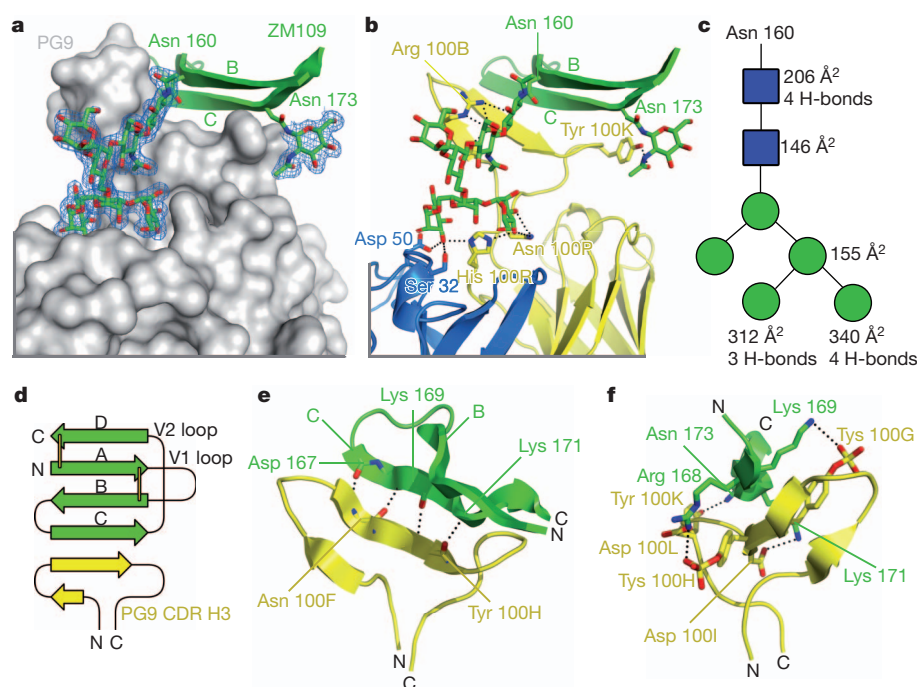 a
PG9
Asn 160
ZM109
B
C
Asn 173
b
Arg 100B
Asn 160
B
C
Asn 173
Tyr 100K
Asp 50
Asn 100P
Ser 32
His 100R
c
Asn 160
206 Å²
4 H-bonds
146 Å²
155 Å²
312 Å²
3 H-bonds
340 Å²
4 H-bonds
d
C
D
V2 loop
N
A
V1 loop
B
C
PG9 CDR H3
N C
e
Lys 169
C
B
Asp 167
Lys 171
C
N
Asn 100F
Tyr 100H
N
C
f
N
C
Lys 169
Asn 173
Tys 100G
Arg 168
Tyr 100K
Asp 100L
Tys 100H
Lys 171
Asp 100I
N
C